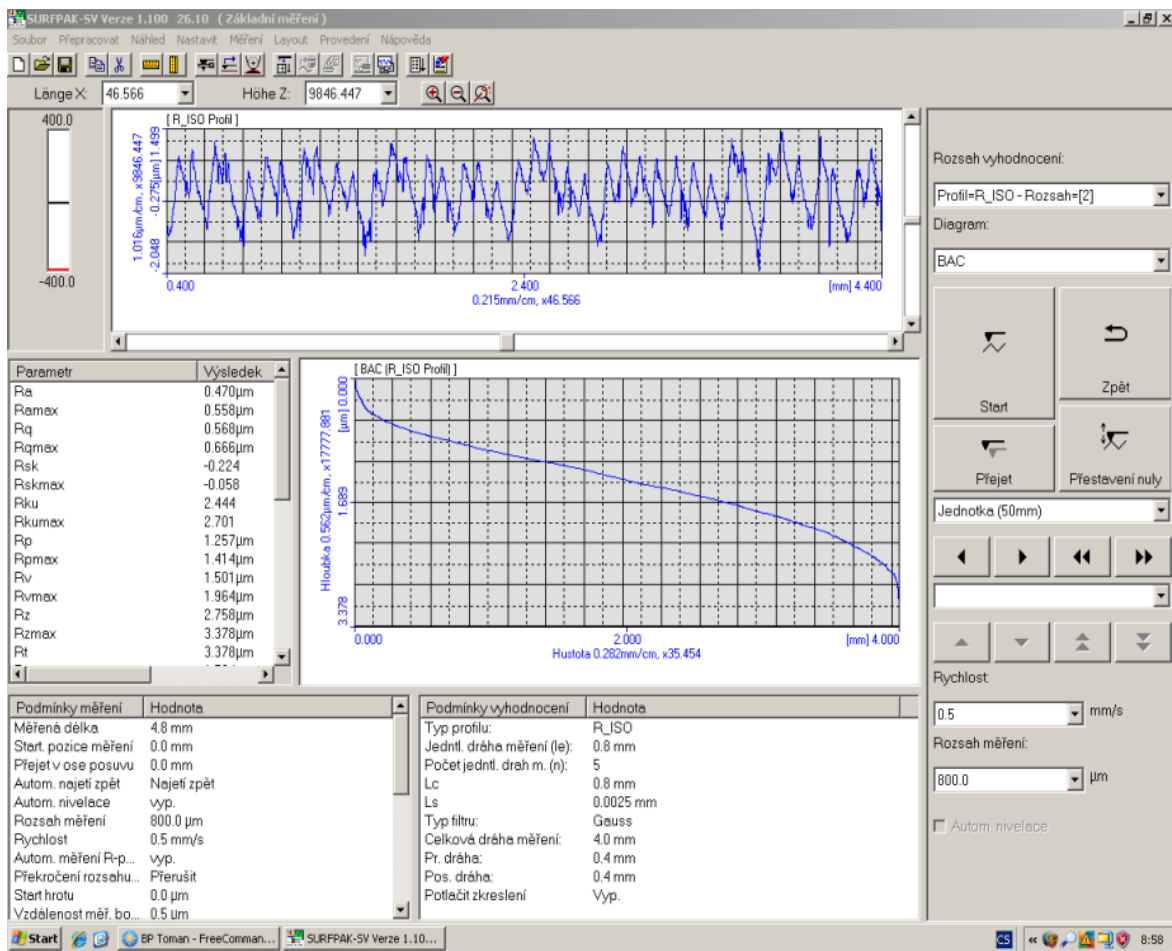 SURFPAK-SV Verze 1.100 26.10 ( Základní měření )
Soubor Přepracovat Náhled Nastavit Měření Layout Provedení Nápověda
Länge X: 46.566 Höhe Z: 9846.447
400.0
-400.0
[ R_ISO Profil ]
1.016µm/cm, x9846.447
-2.048 -0.275[µm] 1.499
0.400 2.400 [mm] 4.400
0.215mm/cm, x46.566
Parametr Výsledek
Ra 0.470µm
Ramax 0.558µm
Rq 0.568µm
Rqmax 0.666µm
Rsk -0.224
Rskmax -0.058
Rku 2.444
Rkumax 2.701
Rp 1.257µm
Rpmax 1.414µm
Rv 1.501µm
Rvmax 1.964µm
Rz 2.758µm
Rzmax 3.378µm
Rt 3.378µm
[ BAC (R_ISO Profil) ]
Hloubka 0.562µm/cm, x17777.881
3.378 1.689 [µm] 0.000
0.000 2.000 [mm] 4.000
Hustota 0.282mm/cm, x35.454
Podmínky měření Hodnota
Měřená délka 4.8 mm
Start. pozice měření 0.0 mm
Přejet v ose posuvu 0.0 mm
Autom. najetí zpět Najetí zpět
Autom. nivelace vyp.
Rozsah měření 800.0 µm
Rychlost 0.5 mm/s
Autom. měření R-p... vyp.
Překročení rozsahu... Přerušit
Start hrotu 0.0 µm
Vzdálenost měř. bo... 0.5 µm
Podmínky vyhodnocení Hodnota
Typ profilu: R_ISO
Jedntl. dráha měření (le): 0.8 mm
Počet jedntl. drah m. (n): 5
Lc 0.8 mm
Ls 0.0025 mm
Typ filtru: Gauss
Celková dráha měření: 4.0 mm
Pr. dráha: 0.4 mm
Pos. dráha: 0.4 mm
Potlačit zkreslení Vyp.
Rozsah vyhodnocení:
Profil=R_ISO - Rozsah=[2]
Diagram:
BAC
Start
Zpět
Přejet
Přestavení nuly
Jednotka (50mm)
Rychlost
0.5 mm/s
Rozsah měření:
800.0 µm
Autom. nivelace
Start BP Toman - FreeComman... SURFPAK-SV Verze 1.10... CS 8:58